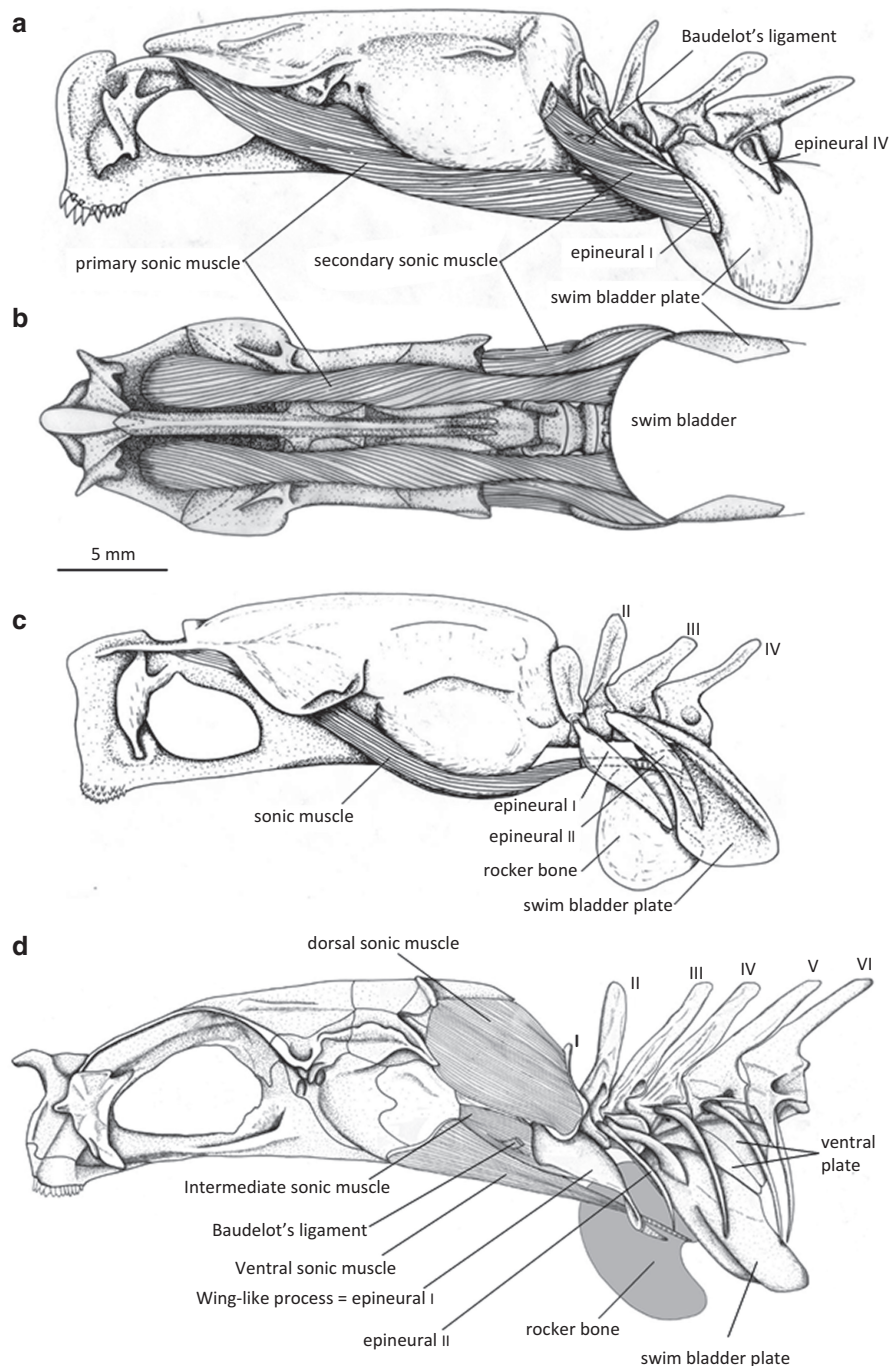 a
Baudelot's ligament
epineural IV
primary sonic muscle
secondary sonic muscle
epineural I
swim bladder plate
b
swim bladder
5 mm
c
II
III
IV
sonic muscle
epineural I
epineural II
rocker bone
swim bladder plate
d
dorsal sonic muscle
I
II
III
IV
V
VI
ventral
plate
Intermediate sonic muscle
Baudelot's ligament
Ventral sonic muscle
Wing-like process = epineural I
epineural II
rocker bone
swim bladder plate